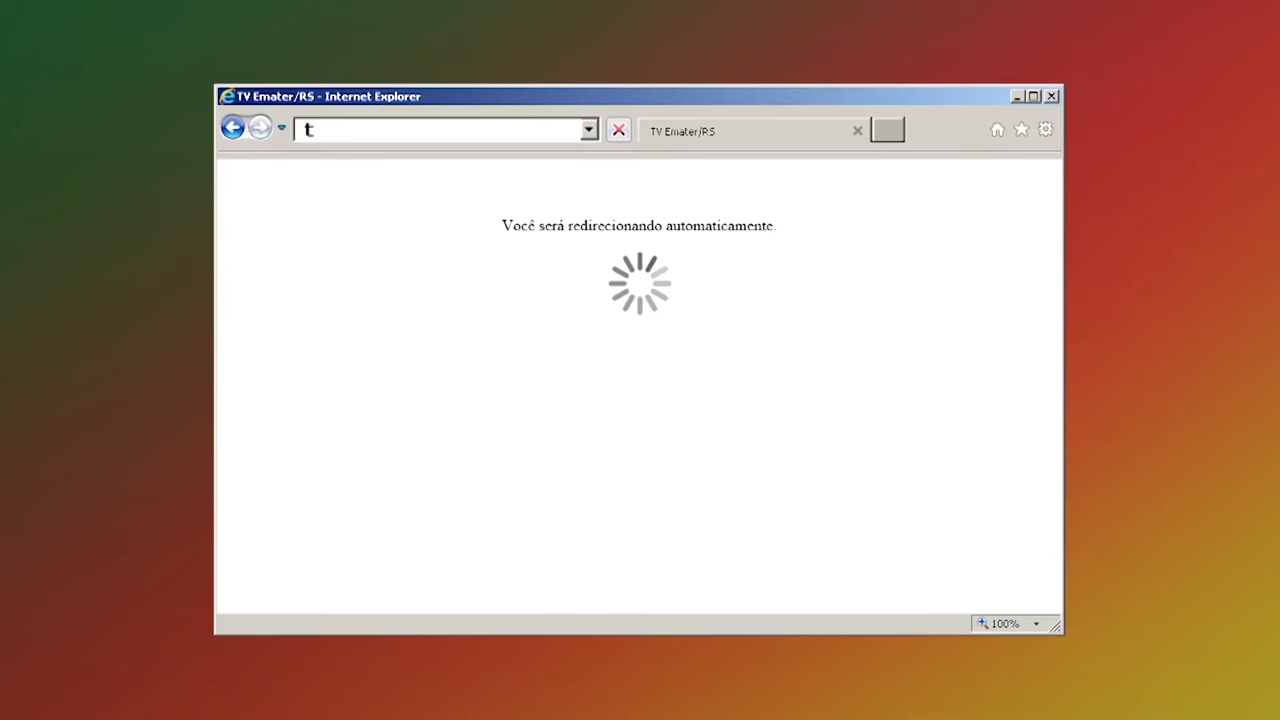 TV Emater/RS - Internet Explorer
t
TV Emater/RS
Você será redirecionando automaticamente.
100%